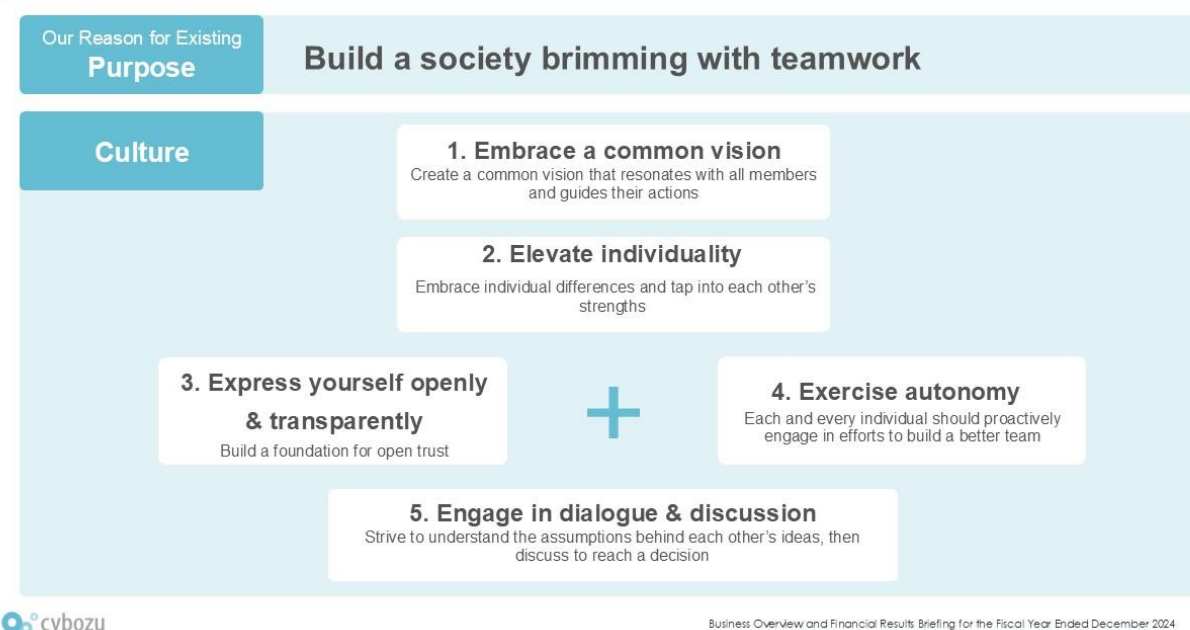 Our Reason for Existing
Purpose
Build a society brimming with teamwork
Culture
1. Embrace a common vision
Create a common vision that resonates with all members
and guides their actions
2. Elevate individuality
Embrace individual differences and tap into each other's
strengths
3. Express yourself openly
& transparently
Build a foundation for open trust
4. Exercise autonomy
Each and every individual should proactively
engage in efforts to build a better team
5. Engage in dialogue & discussion
Strive to understand the assumptions behind each other's ideas, then
discuss to reach a decision
cybozu
Business Overview and Financial Results Briefing for the Fiscal Year Ended December 2024